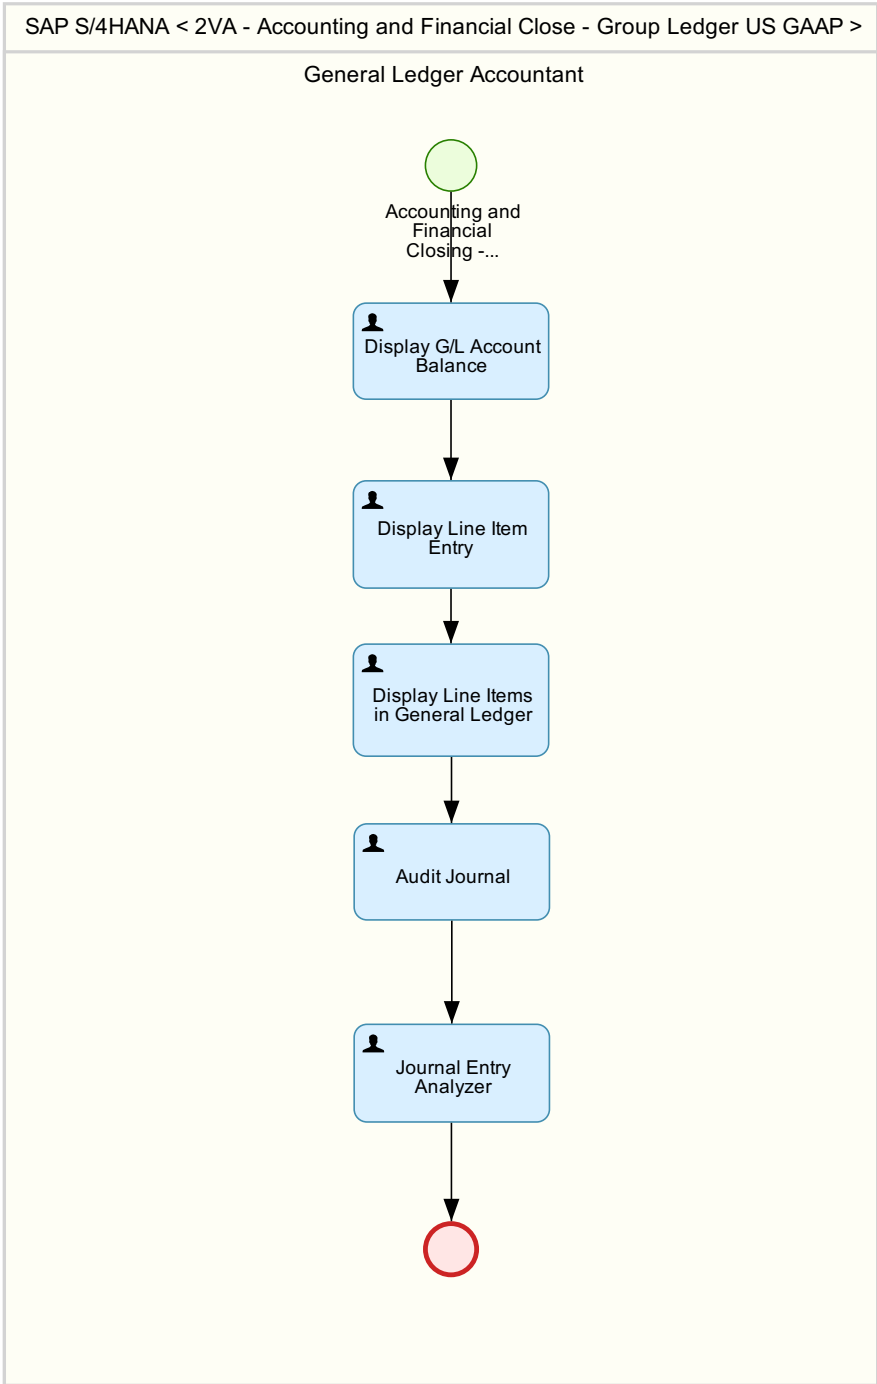 SAP S/4HANA < 2VA - Accounting and Financial Close - Group Ledger US GAAP >
General Ledger Accountant
Accounting and
Financial
Closing -...
Display G/L Account
Balance
Display Line Item
Entry
Display Line Items
in General Ledger
Audit Journal
Journal Entry
Analyzer